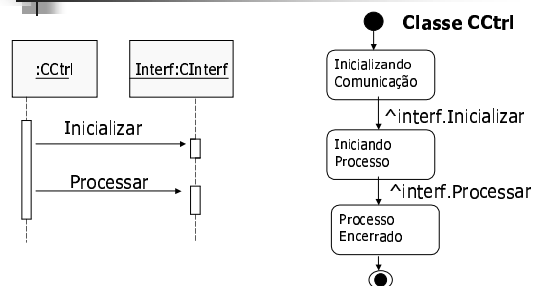 :CCtrl
Interf:CInterf
Inicializar
Processar
Classe CCtrl
Inicializando
Comunicação
^interf.Inicializar
Iniciando
Processo
^interf.Processar
Processo
Encerrado